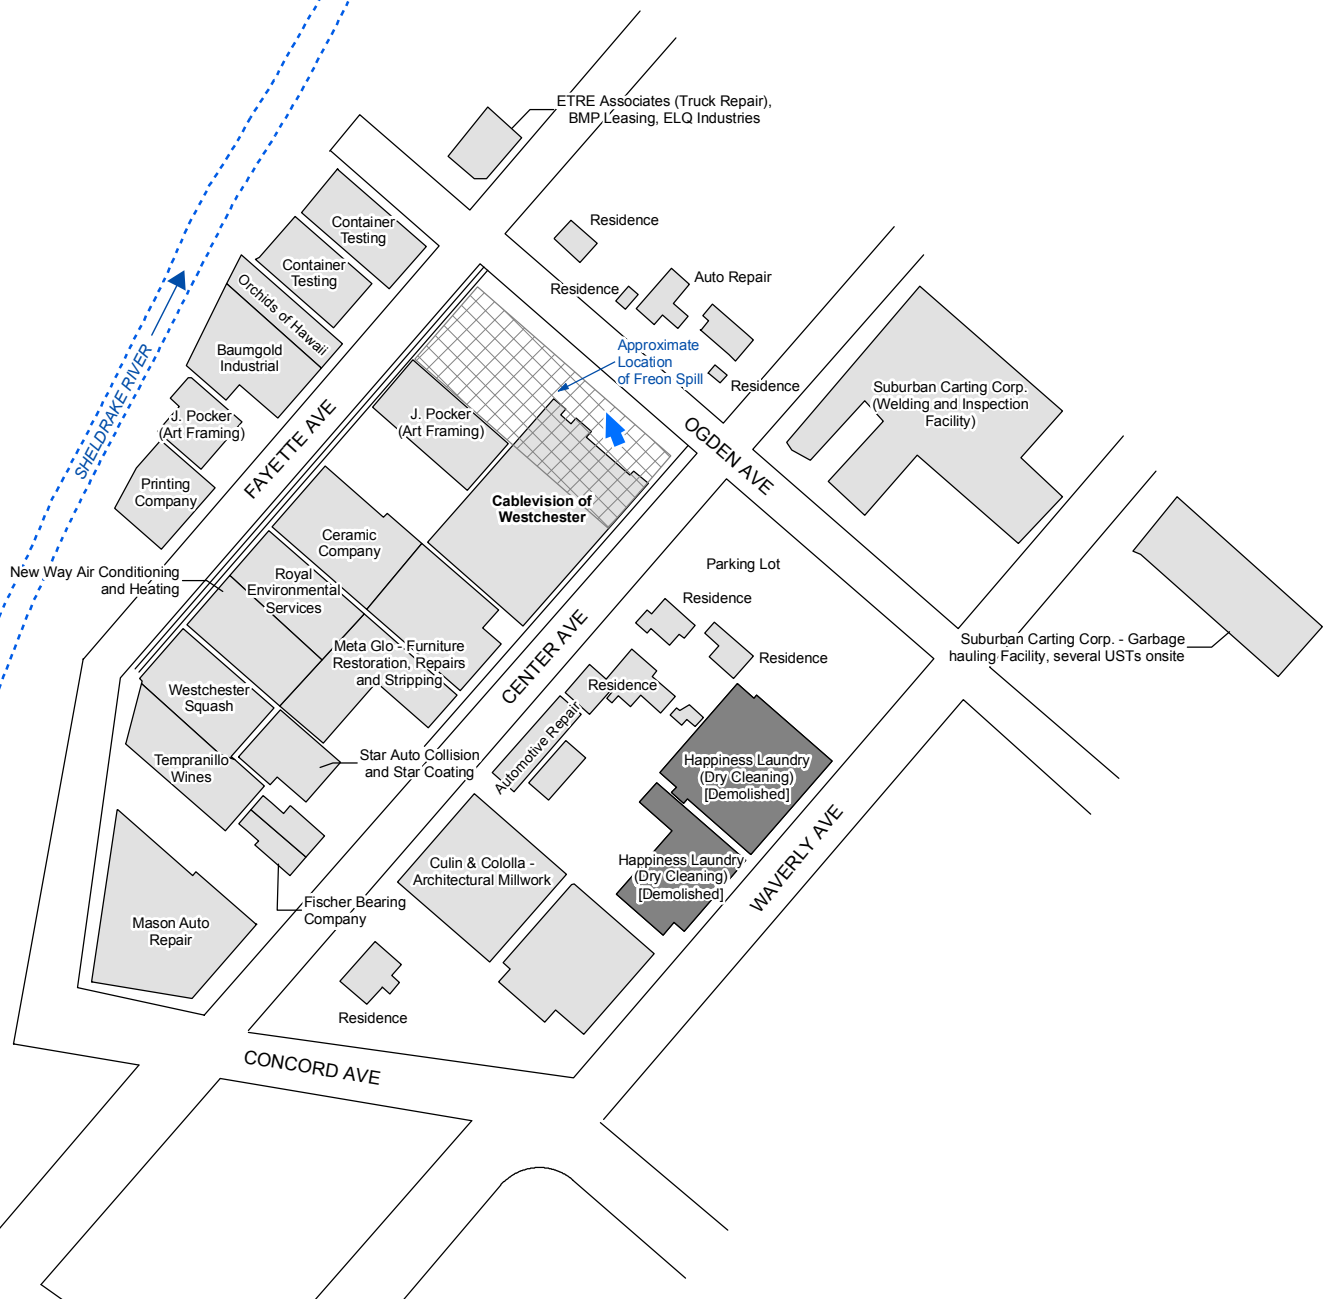 ETRE Associates (Truck Repair),
BMP Leasing, ELQ Industries
Residence
Container
Testing
Container
Testing
Auto Repair
Residence
Orchids of Hawaii
Baumgold
Industrial
Approximate
Location
of Freon Spill
Residence
SHELDRAKE RIVER
J. Pocker
(Art Framing)
J. Pocker
(Art Framing)
Suburban Carting Corp.
(Welding and Inspection
Facility)
FAYETTE AVE
OGDEN AVE
Printing
Company
Cablevision of
Westchester
Ceramic
Company
Parking Lot
New Way Air Conditioning
and Heating
Royal
Environmental
Services
Residence
Meta Glo - Furniture
Restoration, Repairs
and Stripping
CENTER AVE
Residence
Suburban Carting Corp. - Garbage
hauling Facility, several USTs onsite
Westchester
Squash
Residence
Automotive Repair
Tempranillo
Wines
Star Auto Collision
and Star Coating
Happiness Laundry
(Dry Cleaning)
[Demolished]
WAVERLY AVE
Culin & Cololla -
Architectural Millwork
Happiness Laundry
(Dry Cleaning)
[Demolished]
Fischer Bearing
Company
Mason Auto
Repair
Residence
CONCORD AVE